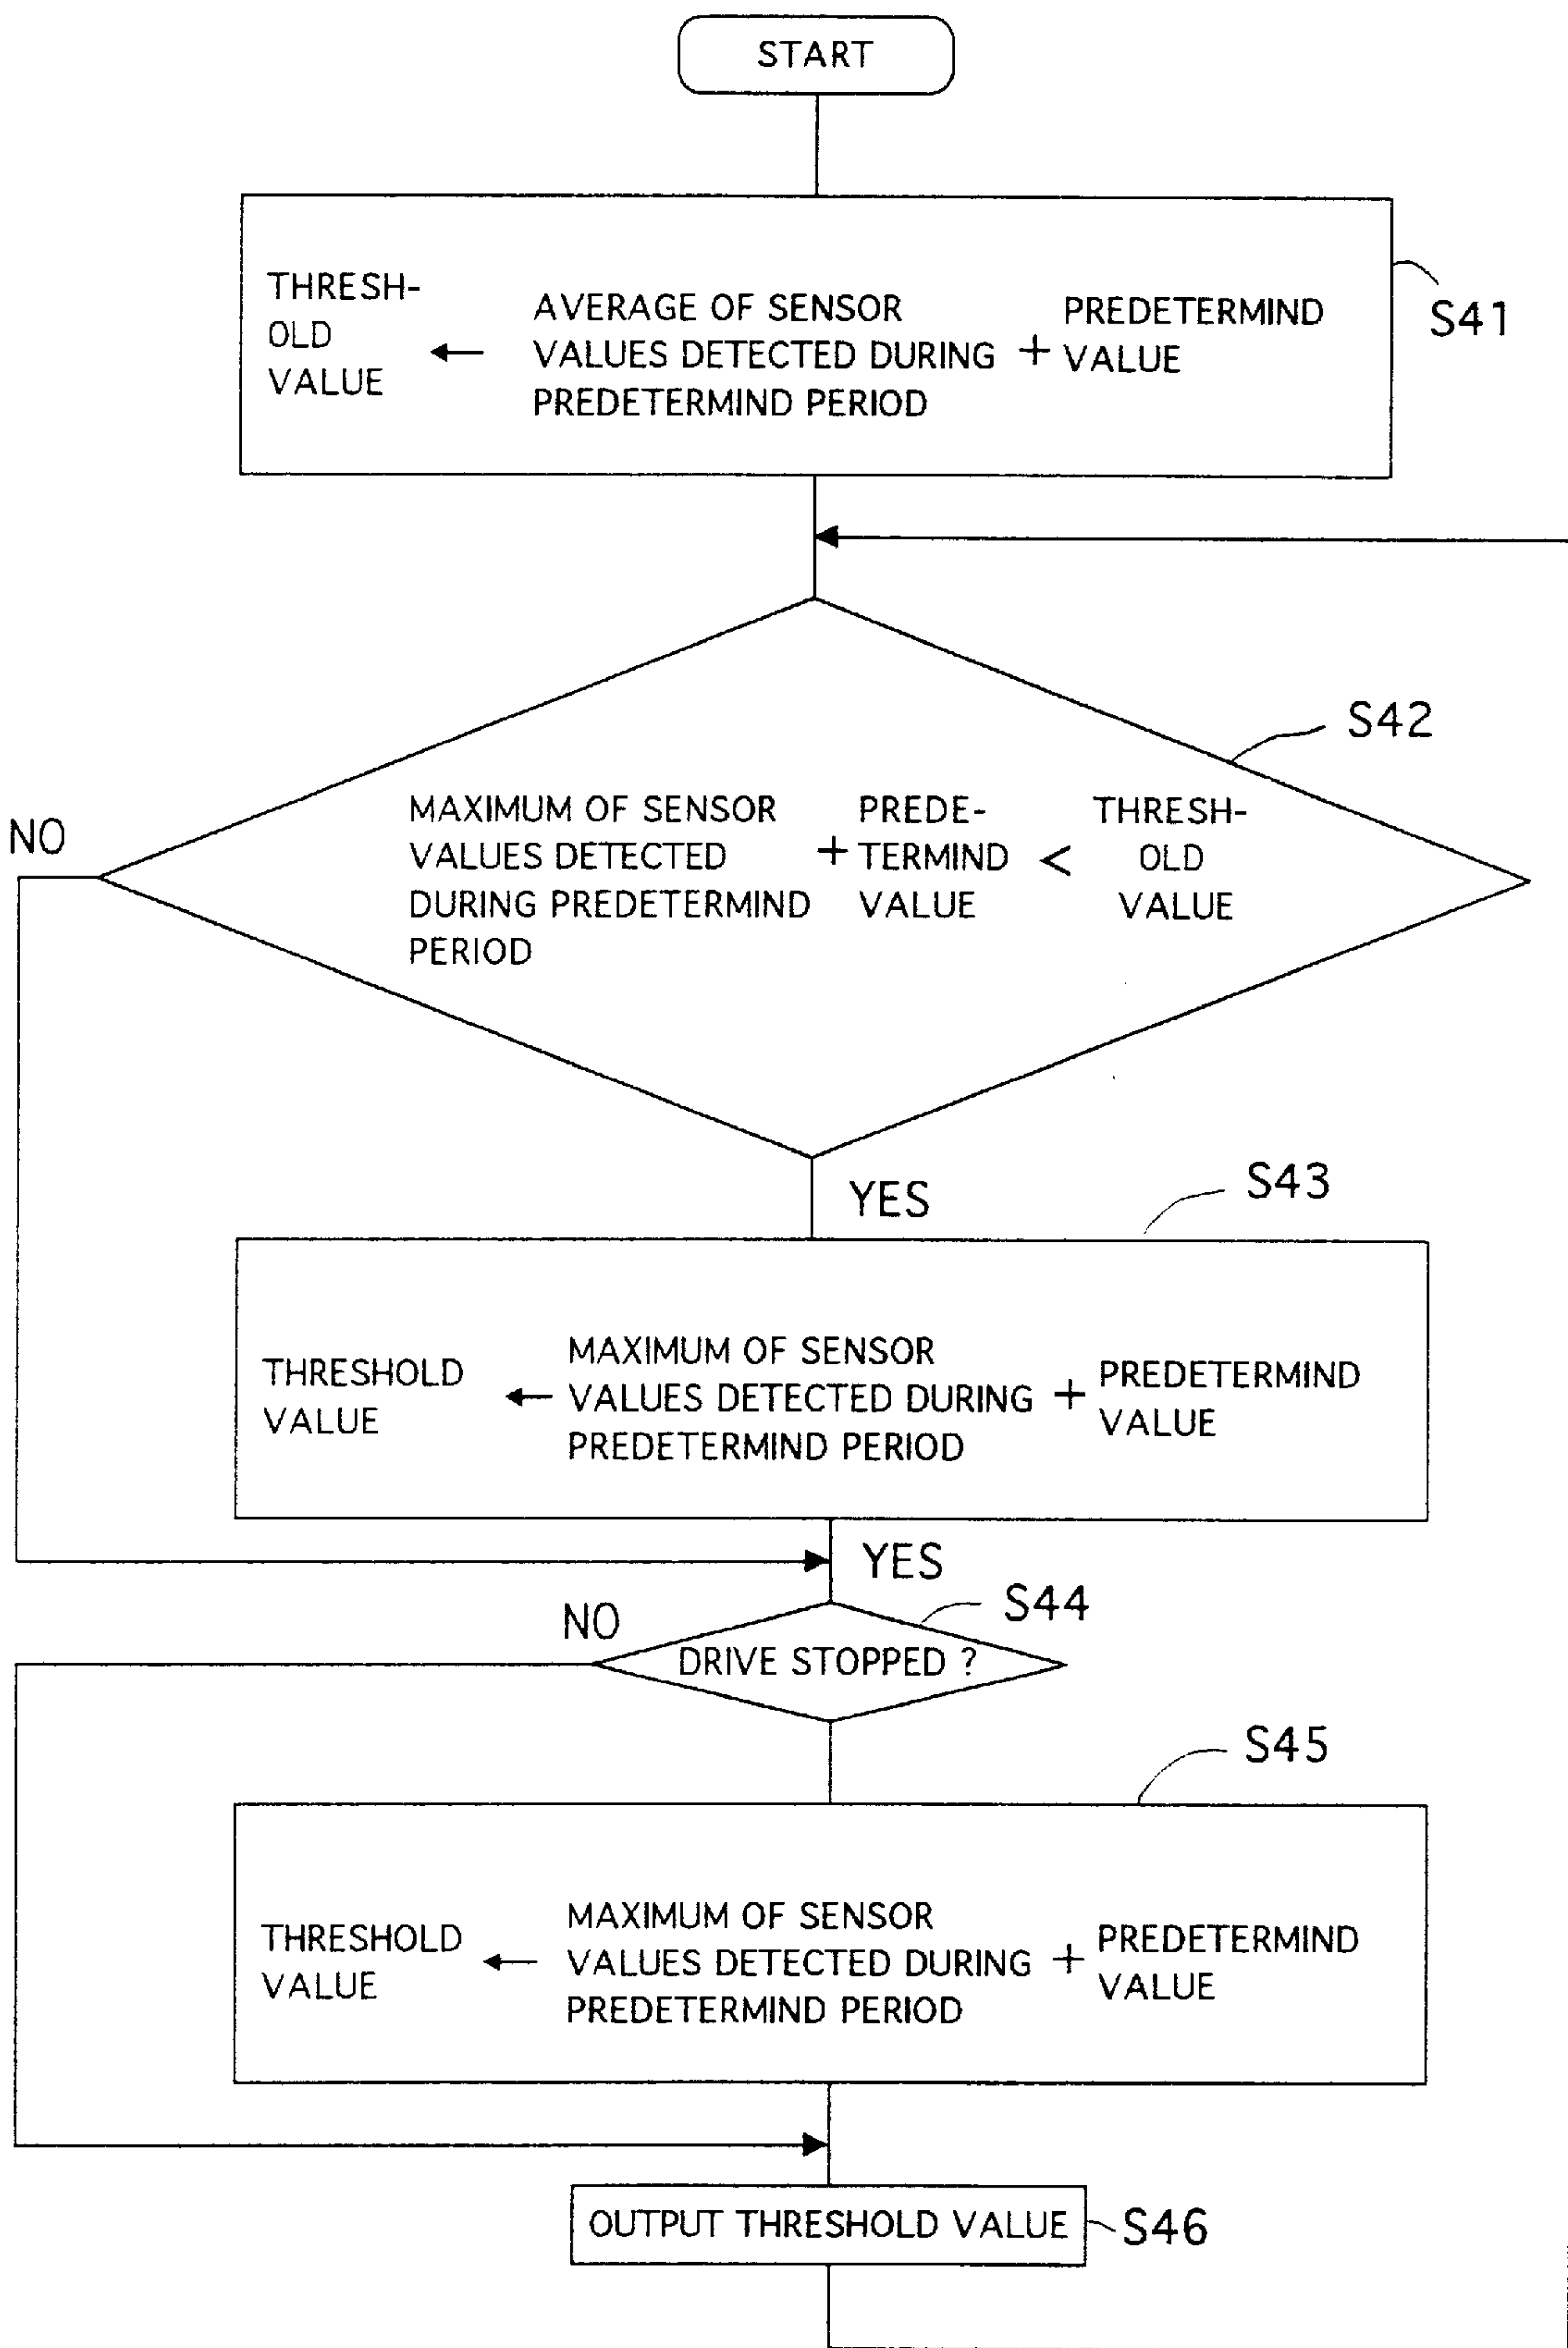 START
THRESH-
OLD
VALUE
←
AVERAGE OF SENSOR
VALUES DETECTED DURING
PREDETERMIND PERIOD
+
PREDETERMIND
VALUE
S41
S42
NO
MAXIMUM OF SENSOR
VALUES DETECTED
DURING PREDETERMIND
PERIOD
+
PREDE-
TERMIND
VALUE
<
THRESH-
OLD
VALUE
YES
S43
THRESHOLD
VALUE
←
MAXIMUM OF SENSOR
VALUES DETECTED DURING
PREDETERMIND PERIOD
+
PREDETERMIND
VALUE
YES
S44
NO
DRIVE STOPPED ?
S45
THRESHOLD
VALUE
←
MAXIMUM OF SENSOR
VALUES DETECTED DURING
PREDETERMIND PERIOD
+
PREDETERMIND
VALUE
OUTPUT THRESHOLD VALUE
S46